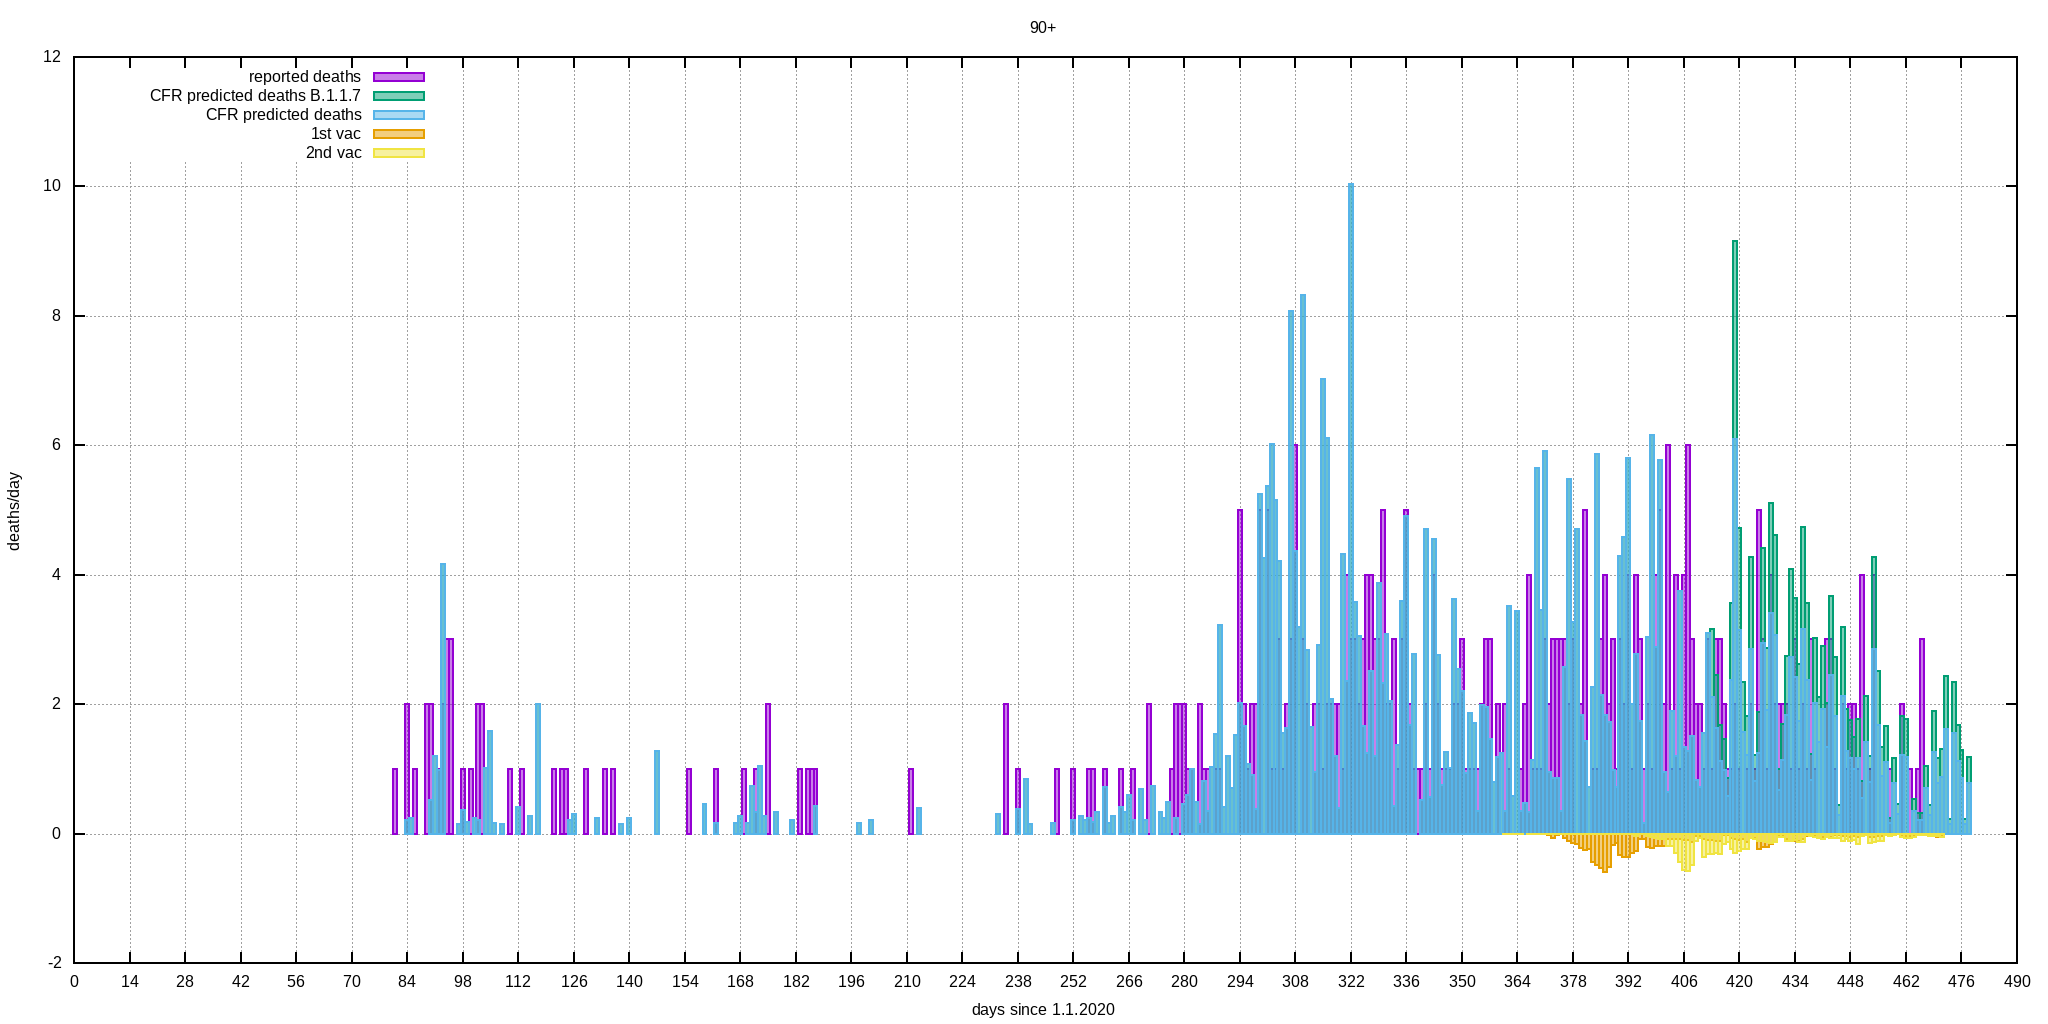 90+
12
10
8
6
4
2
0
-2
deaths/day
reported deaths
CFR predicted deaths B.1.1.7
CFR predicted deaths
1st vac
2nd vac
0 14 28 42 56 70 84 98 112 126 140 154 168 182 196 210 224 238 252 266 280 294 308 322 336 350 364 378 392 406 420 434 448 462 476 490
days since 1.1.2020